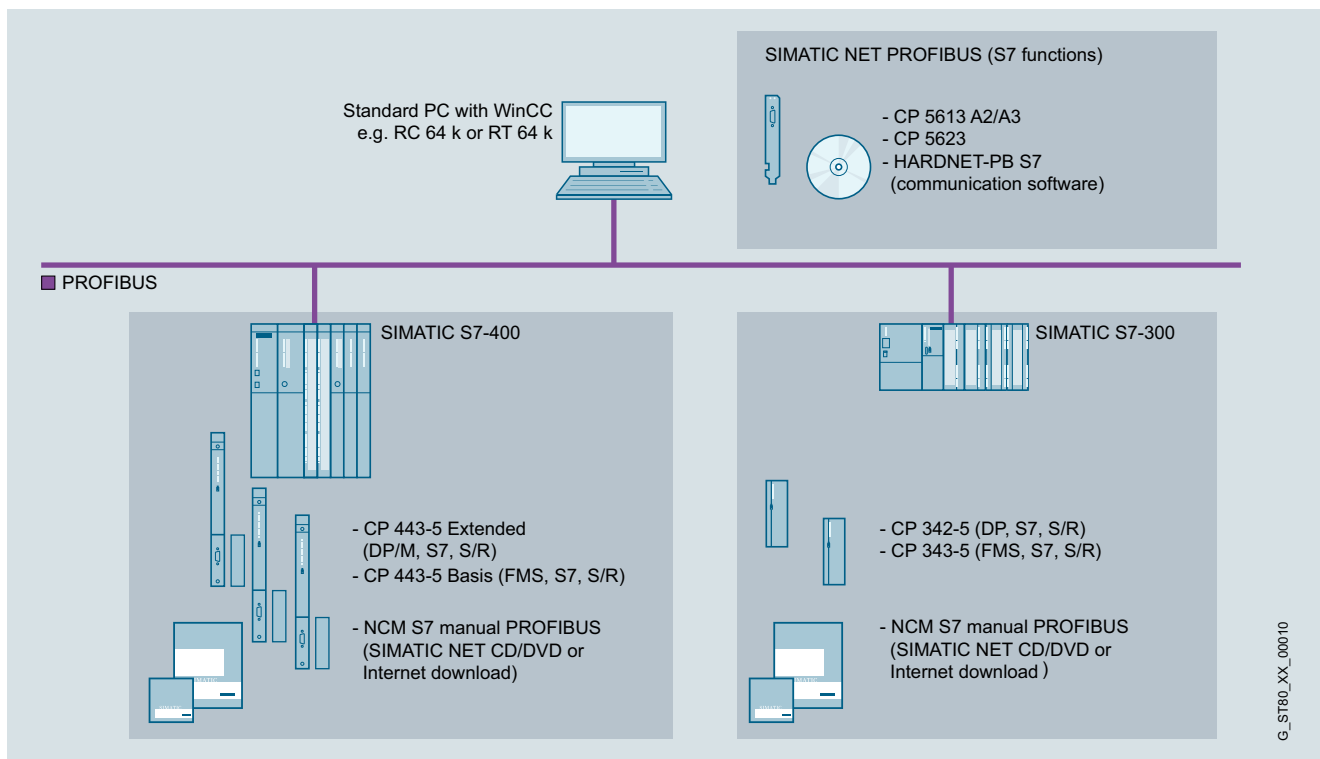 SIMATIC NET PROFIBUS (S7 functions)
Standard PC with WinCC
e.g. RC 64 k or RT 64 k
- CP 5613 A2/A3
- CP 5623
- HARDNET-PB S7
(communication software)
PROFIBUS
SIMATIC S7-400
- CP 443-5 Extended
(DP/M, S7, S/R)
- CP 443-5 Basis (FMS, S7, S/R)
- NCM S7 manual PROFIBUS
(SIMATIC NET CD/DVD or
Internet download)
SIMATIC
SIMATIC
SIMATIC S7-300
- CP 342-5 (DP, S7, S/R)
- CP 343-5 (FMS, S7, S/R)
- NCM S7 manual PROFIBUS
(SIMATIC NET CD/DVD or
Internet download )
SIMATIC
SIMATIC
G_ST80_XX_00010